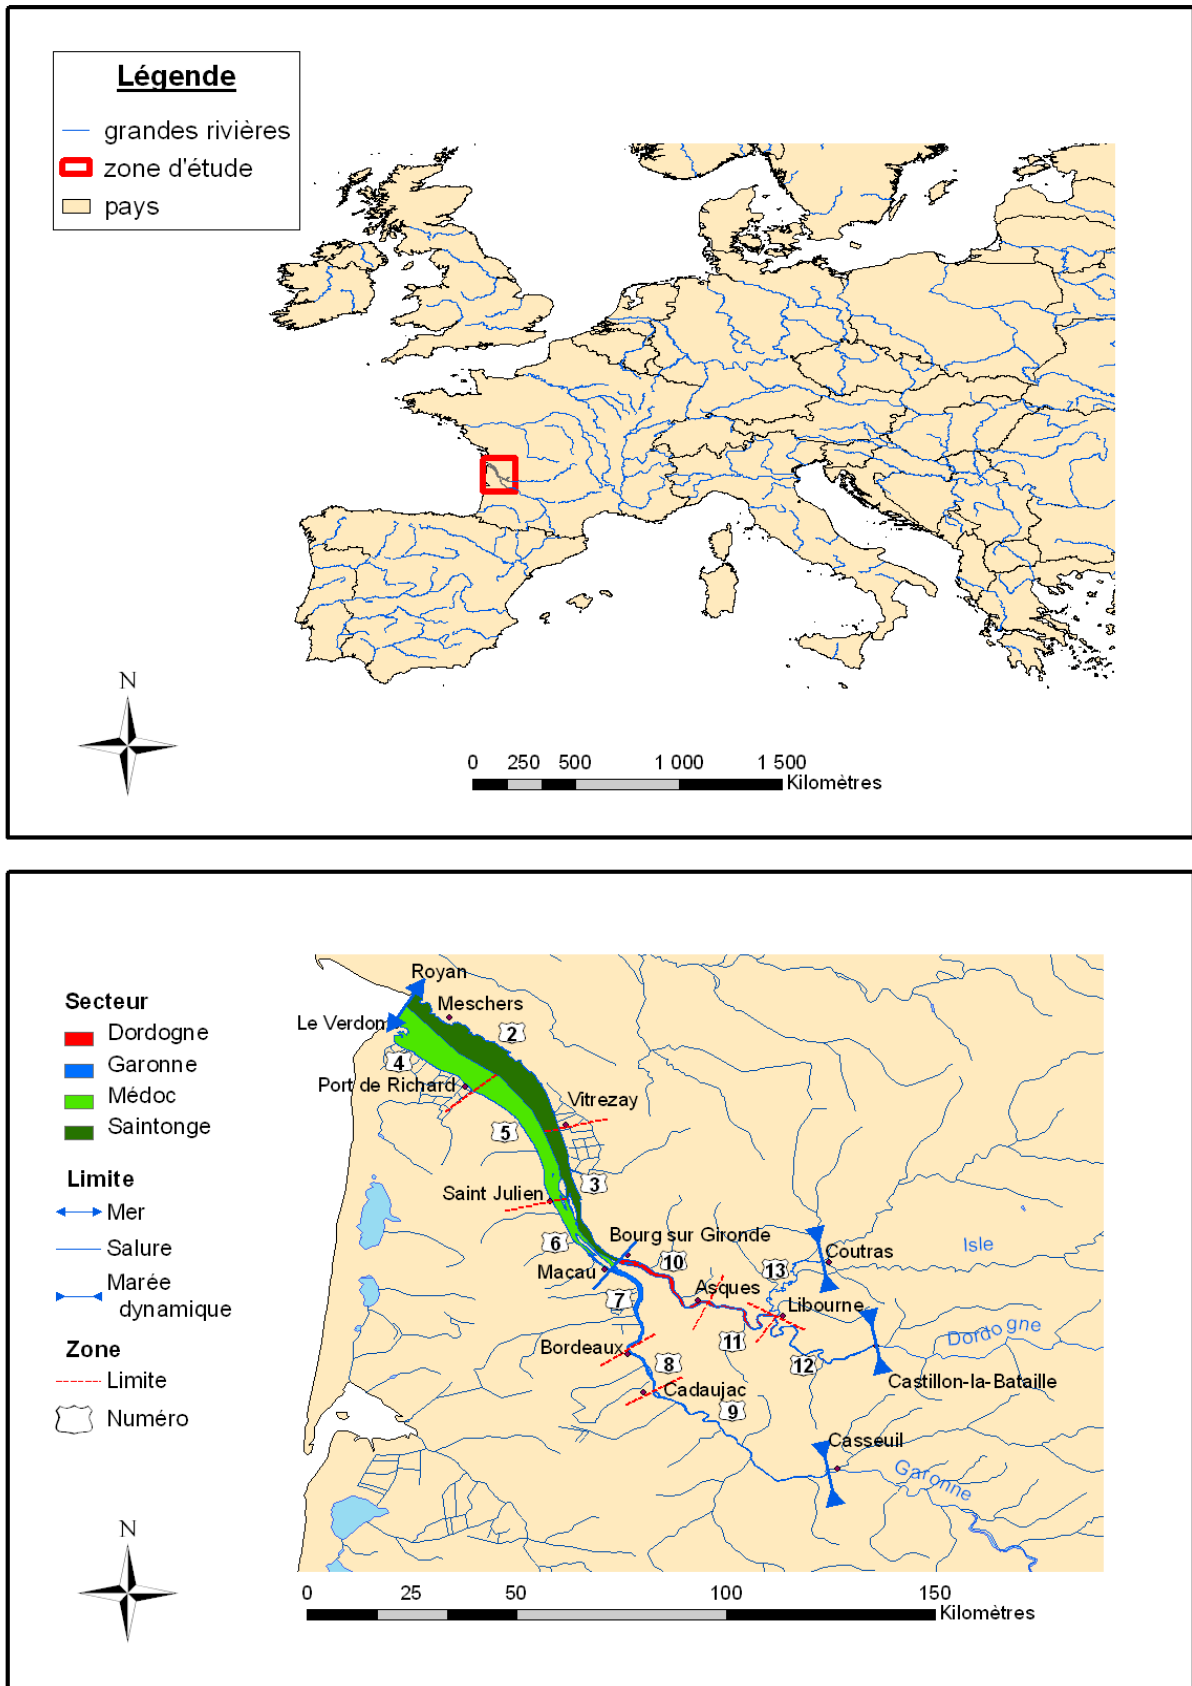 Légende
grandes rivières
zone d'étude
pays
N
0 250 500 1 000 1 500
Kilomètres
Secteur
Dordogne
Garonne
Médoc
Saintonge
Limite
Mer
Salure
Marée
dynamique
Zone
Limite
Numéro
Royan
Meschers
Le Verdon
2
4
Port de Richard
Vitrezay
5
3
Saint Julien
6
Bourg sur Gironde
10
Macau
7
Asques
13
Coutras
Isle
Libourne
11
12
Dordogne
Castillon-la-Bataille
Bordeaux
8
Cadaujac
9
Casseuil
Garonne
N
0 25 50 100 150
Kilomètres